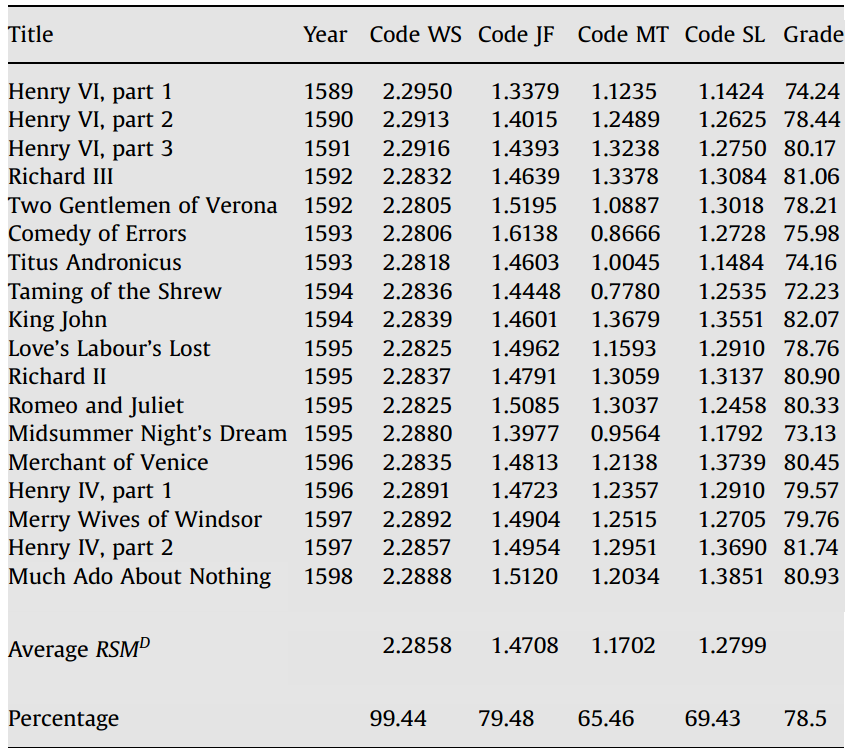 Title Year Code WS Code JF Code MT Code SL Grade
Henry VI, part 1 1589 2.2950 1.3379 1.1235 1.1424 74.24
Henry VI, part 2 1590 2.2913 1.4015 1.2489 1.2625 78.44
Henry VI, part 3 1591 2.2916 1.4393 1.3238 1.2750 80.17
Richard III 1592 2.2832 1.4639 1.3378 1.3084 81.06
Two Gentlemen of Verona 1592 2.2805 1.5195 1.0887 1.3018 78.21
Comedy of Errors 1593 2.2806 1.6138 0.8666 1.2728 75.98
Titus Andronicus 1593 2.2818 1.4603 1.0045 1.1484 74.16
Taming of the Shrew 1594 2.2836 1.4448 0.7780 1.2535 72.23
King John 1594 2.2839 1.4601 1.3679 1.3551 82.07
Love's Labour's Lost 1595 2.2825 1.4962 1.1593 1.2910 78.76
Richard II 1595 2.2837 1.4791 1.3059 1.3137 80.90
Romeo and Juliet 1595 2.2825 1.5085 1.3037 1.2458 80.33
Midsummer Night's Dream 1595 2.2880 1.3977 0.9564 1.1792 73.13
Merchant of Venice 1596 2.2835 1.4813 1.2138 1.3739 80.45
Henry IV, part 1 1596 2.2891 1.4723 1.2357 1.2910 79.57
Merry Wives of Windsor 1597 2.2892 1.4904 1.2515 1.2705 79.76
Henry IV, part 2 1597 2.2857 1.4954 1.2951 1.3690 81.74
Much Ado About Nothing 1598 2.2888 1.5120 1.2034 1.3851 80.93
Average RSM^D 2.2858 1.4708 1.1702 1.2799
Percentage 99.44 79.48 65.46 69.43 78.5